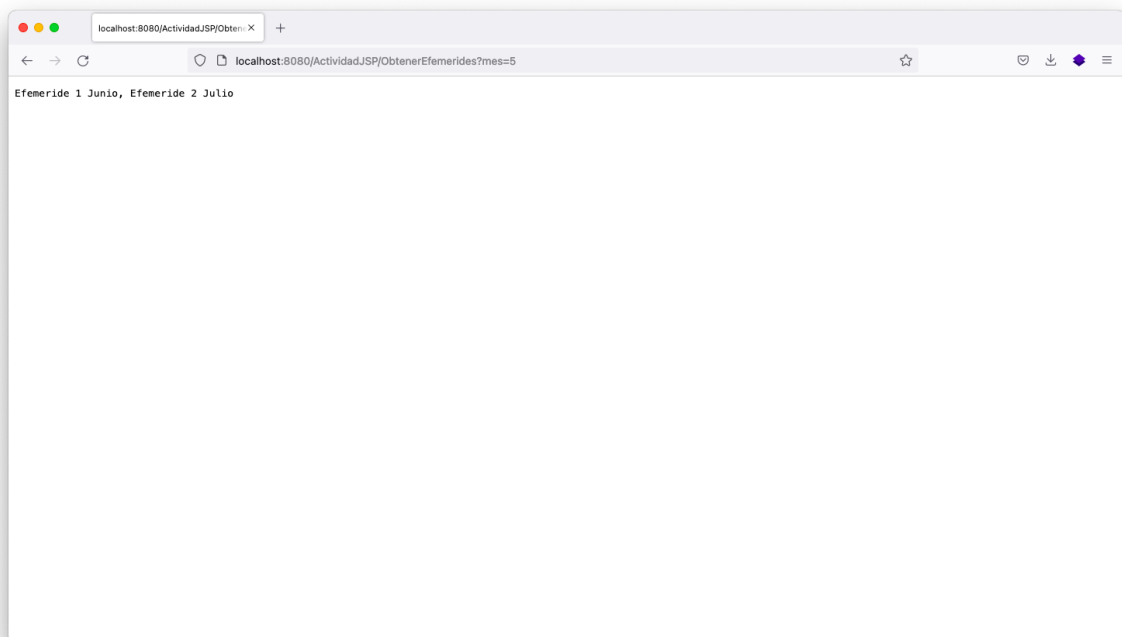 localhost:8080/ActividadJSP/Obten
localhost:8080/ActividadJSP/ObtenerEfemerides?mes=5
Efemeride 1 Junio, Efemeride 2 Julio